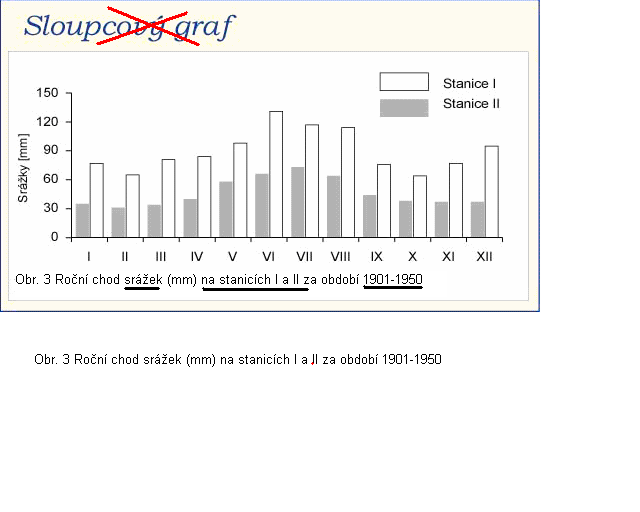 Sloupcový graf
Stanice I
Stanice II
Srážky [mm]
150
120
90
60
30
0
I II III IV V VI VII VIII IX X XI XII
Obr. 3 Roční chod srážek (mm) na stanicích I a II za období 1901-1950
Obr. 3 Roční chod srážek (mm) na stanicích I a II za období 1901-1950